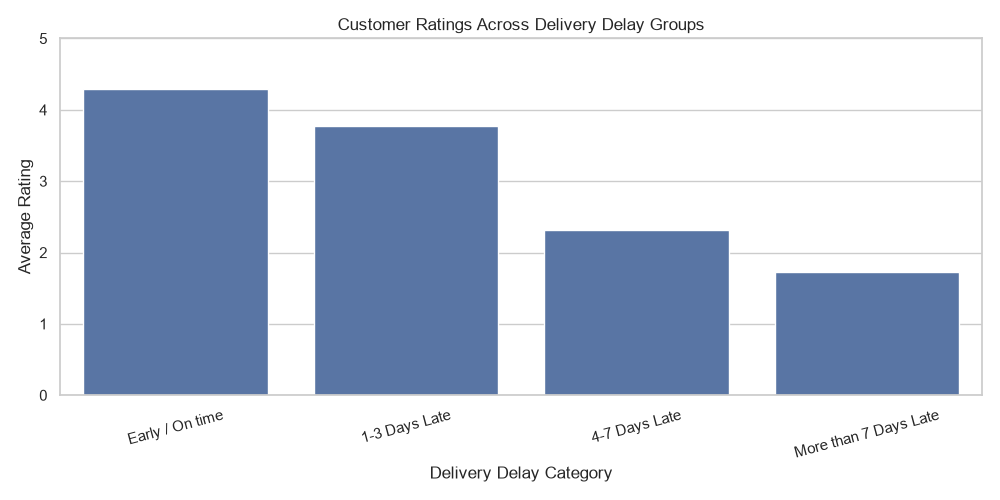 Customer Ratings Across Delivery Delay Groups
5
4
3
2
1
0
Average Rating
Early / On time
1-3 Days Late
4-7 Days Late
More than 7 Days Late
Delivery Delay Category